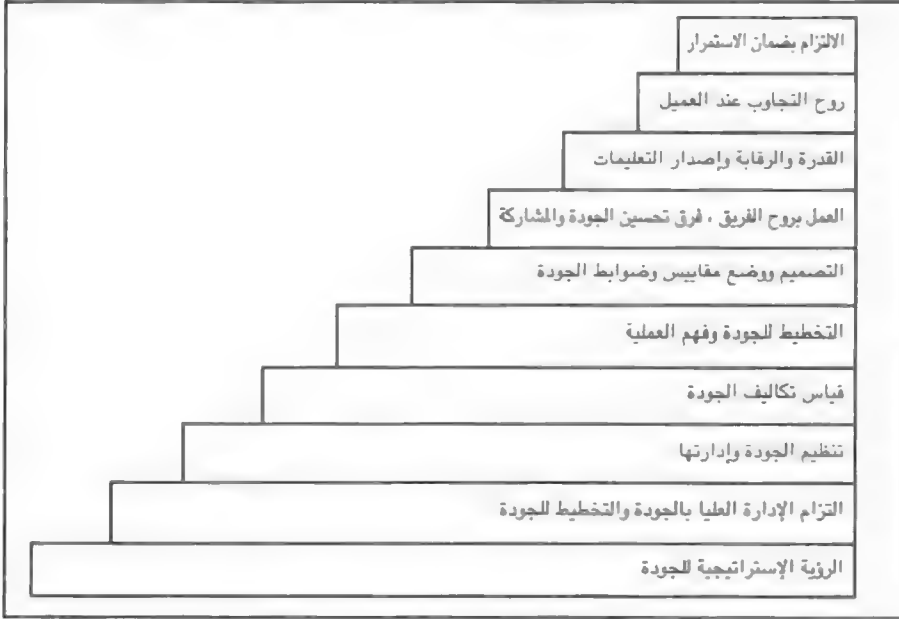 الالتزام بضمان الاستمرار
روح التجاوب عند العميل
القدرة والرقابة وإصدار التعليمات
العمل بروح الفريق ، فرق تحسين الجودة والمشاركة
التصميم ووضع مقاييس وضوابط الجودة
التخطيط للجودة وفهم العملية
قياس تكاليف الجودة
تنظيم الجودة وإدارتها
التزام الإدارة العليا بالجودة والتخطيط للجودة
الرؤية الإستراتيجية للجودة